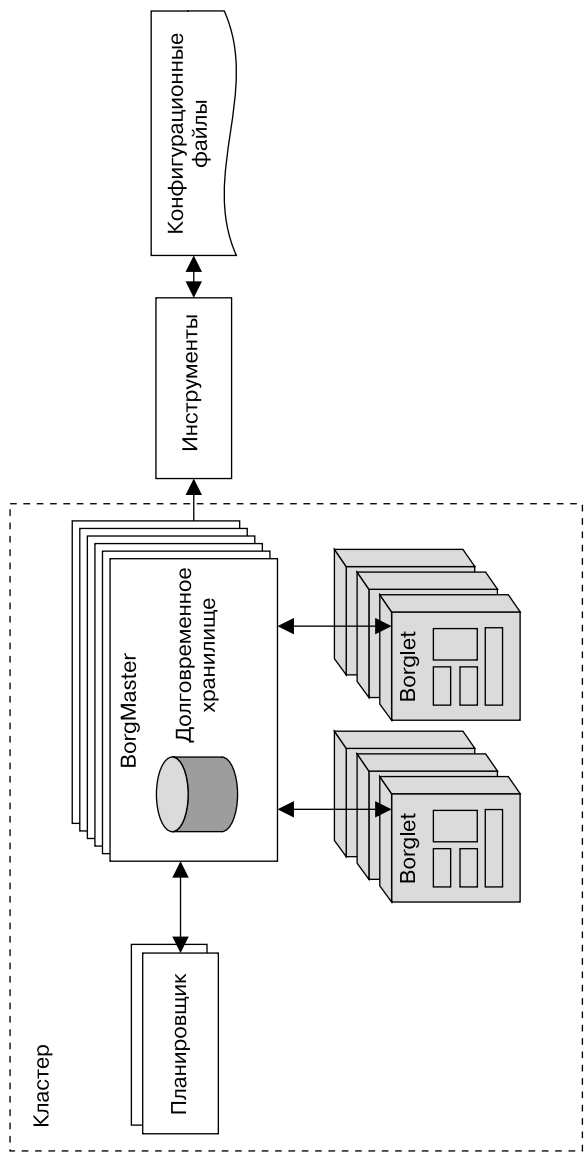 Кластер
Планировщик
BorgMaster
Долговременное
хранилище
Borglet
Borglet
Инструменты
Конфигурационные
файлы